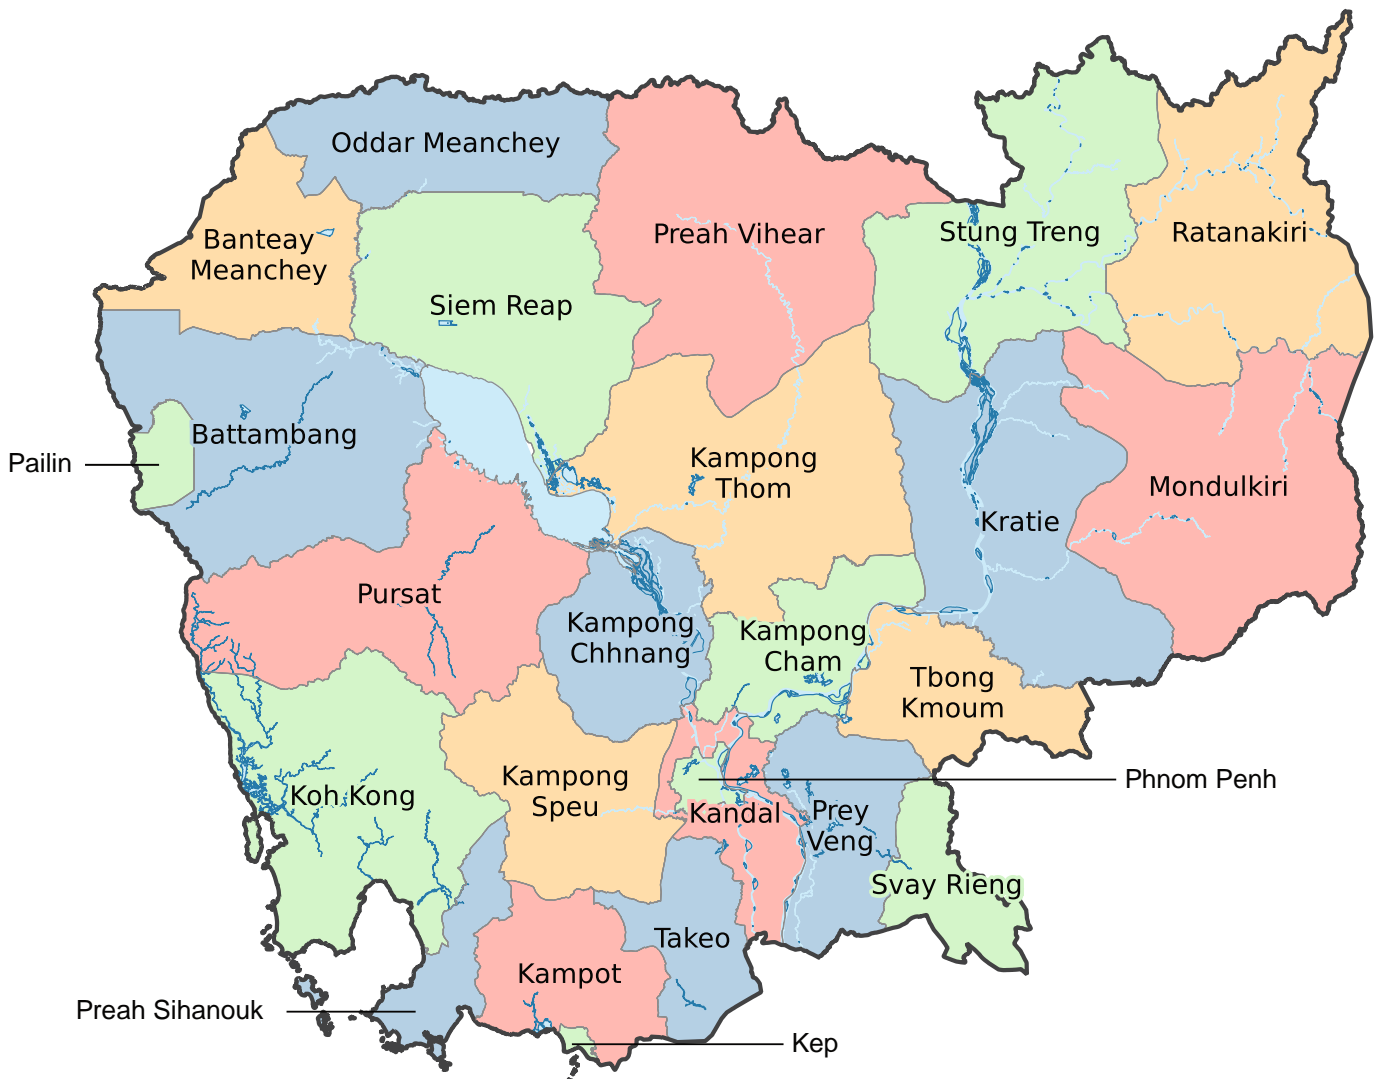 Oddar Meanchey
Banteay
Meanchey
Preah Vihear
Stung Treng
Ratanakiri
Siem Reap
Battambang
Pailin
Kampong
Thom
Mondulkiri
Kratie
Pursat
Kampong
Chhnang
Kampong
Cham
Tbong
Kmoum
Koh Kong
Kampong
Speu
Phnom Penh
Kandal
Prey
Veng
Svay Rieng
Takeo
Kampot
Preah Sihanouk
Kep